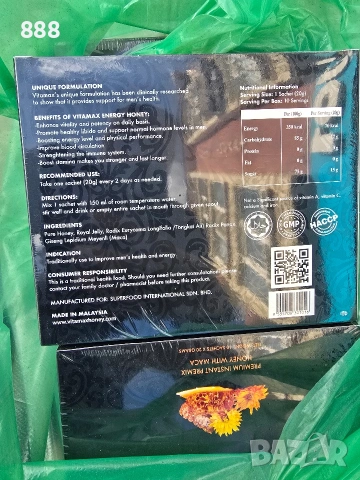 888
UNIQUE FORMULATION
Vitamax's unique formulation has been clinically researched
to show that it provides support for men's health.
BENEFITS OF VITAMAX ENERGY HONEY:
-Enhance vitality and potency on daily basis.
-Promote healthy libido and support normal hormone levels in men.
-Boosting energy level and physical performance.
-Improve blood circulation
-Strenghtening the immune system.
-Boost stamina makes you stronger and last longer.
RECOMMENDED USE:
Take one sachet (20g) every 2 days as needed.
DIRECTIONS:
Mix 1 sachet with 150 ml of room temperature water,
stir well and drink or empty entire sachet in mouth through given spout
INGREDIENTS
Pure Honey, Royal Jelly, Radix Eurycoma Longifolia (Tongkat Ali) Radix Panax
Ginseng Lepidium Meyenii (Maca)
INDICATION
Traditionally use to improve men's health and energy.
CONSUMER RESPONSIBILITY
This is a traditional health food. Should you need further consultation, please
contact your family doctor / pharmacist before taking this product.
MANUFACTURED FOR: SUPERFOOD INTERNATIONAL SDN. BHD.
MADE IN MALAYSIA
www.vitamaxhoney.com
Nutritional Information
Serving Size: 1 Sachet (20g)
Serving Per Box: 10 Servings
Energy
Carbohydrate
Protein
Fat
Sugar
GMP
HACCP
PREMIUM INSTANT PREMIX
HONEY WITH MACA
10 SACHETS X 20 GRAMS
BAZAR